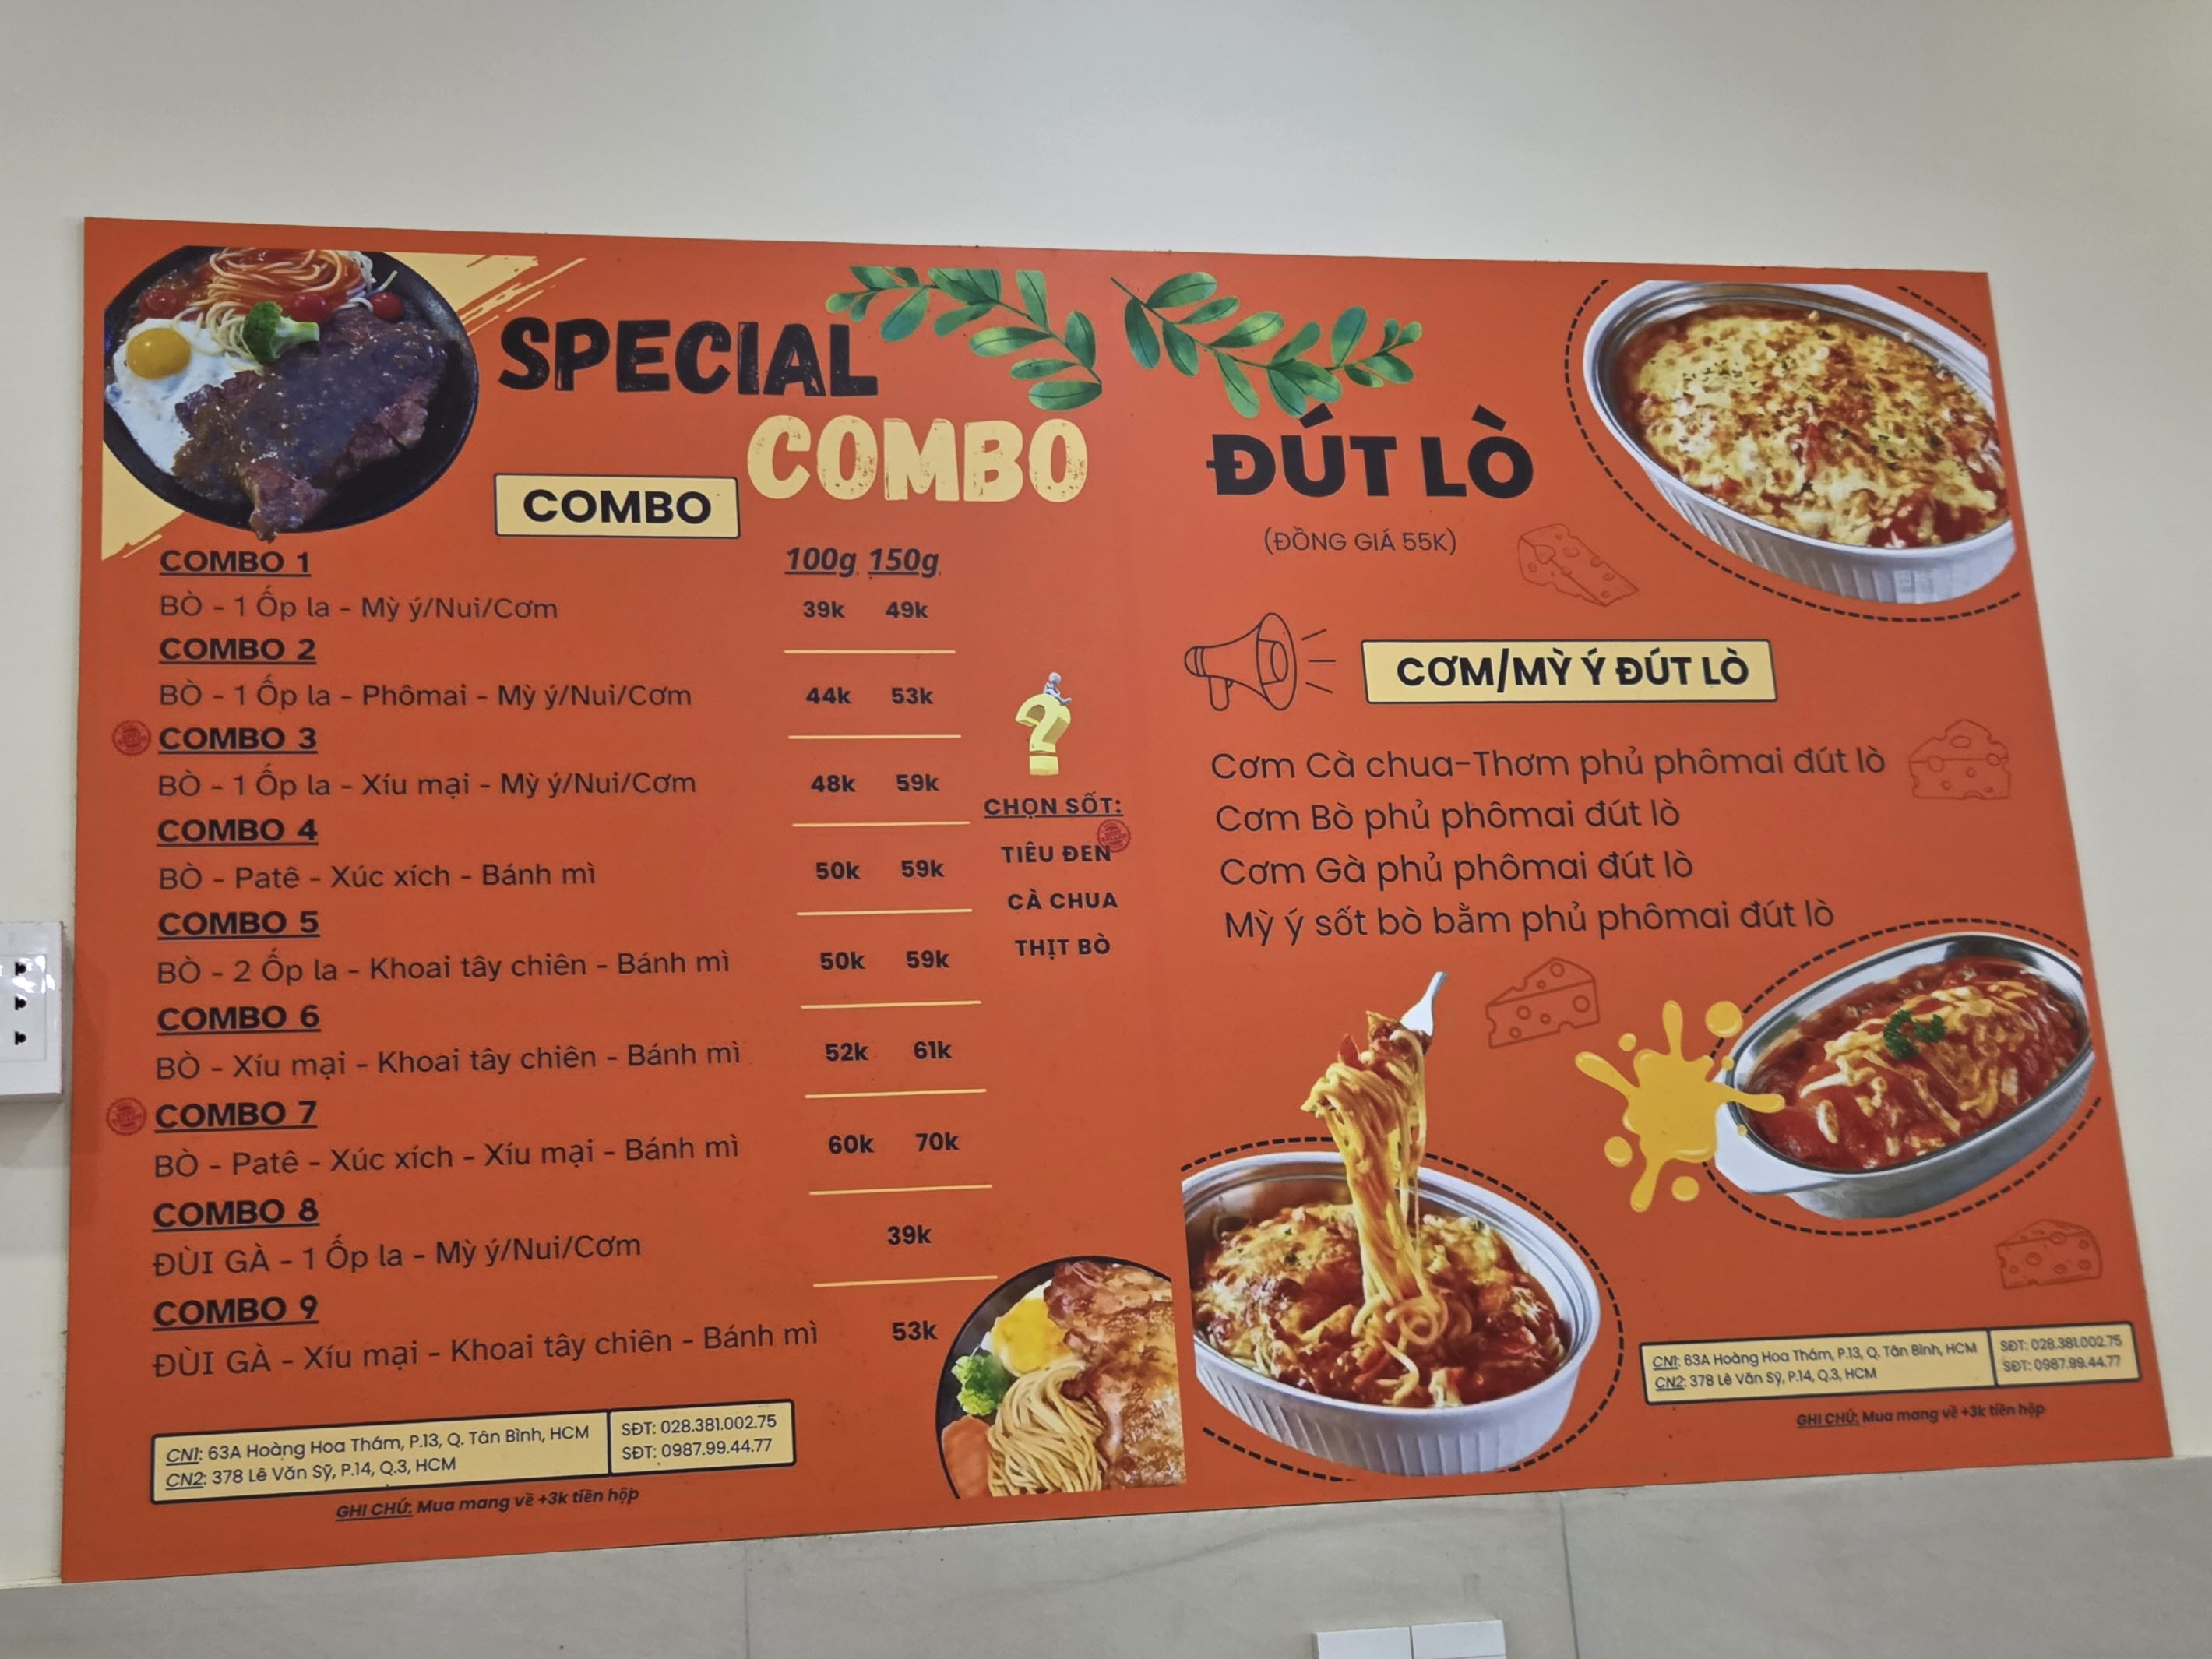 SPECIAL
COMBO
COMBO
COMBO 1
100g 150g
BÒ - 1 Ốp la - Mỳ ý/Nui/Cơm 39k 49k
COMBO 2
BÒ - 1 Ốp la - Phômai - Mỳ ý/Nui/Cơm 44k 53k
COMBO 3
BÒ - 1 Ốp la - Xíu mại - Mỳ ý/Nui/Cơm 48k 59k
COMBO 4
BÒ - Patê - Xúc xích - Bánh mì 50k 59k
COMBO 5
BÒ - 2 Ốp la - Khoai tây chiên - Bánh mì 50k 59k
COMBO 6
BÒ - Xíu mại - Khoai tây chiên - Bánh mì 52k 61k
COMBO 7
BÒ - Patê - Xúc xích - Xíu mại - Bánh mì 60k 70k
COMBO 8
ĐÙI GÀ - 1 Ốp la - Mỳ ý/Nui/Cơm 39k
COMBO 9
ĐÙI GÀ - Xíu mại - Khoai tây chiên - Bánh mì 53k
CHỌN SỐT:
TIÊU ĐEN
CÀ CHUA
THỊT BÒ
CN1: 63A Hoàng Hoa Thám, P.13, Q. Tân Bình, HCM
CN2: 378 Lê Văn Sỹ, P.14, Q.3, HCM
SĐT: 028.381.002.75
SĐT: 0987.99.44.77
GHI CHÚ: Mua mang về +3k tiền hộp
ĐÚT LÒ
(ĐỒNG GIÁ 55K)
CƠM/MỲ Ý ĐÚT LÒ
Cơm Cà chua-Thơm phủ phômai đút lò
Cơm Bò phủ phômai đút lò
Cơm Gà phủ phômai đút lò
Mỳ ý sốt bò bằm phủ phômai đút lò
CN1: 63A Hoàng Hoa Thám, P.13, Q. Tân Bình, HCM
CN2: 378 Lê Văn Sỹ, P.14, Q.3, HCM
SĐT: 028.381.002.75
SĐT: 0987.99.44.77
GHI CHÚ: Mua mang về +3k tiền hộp